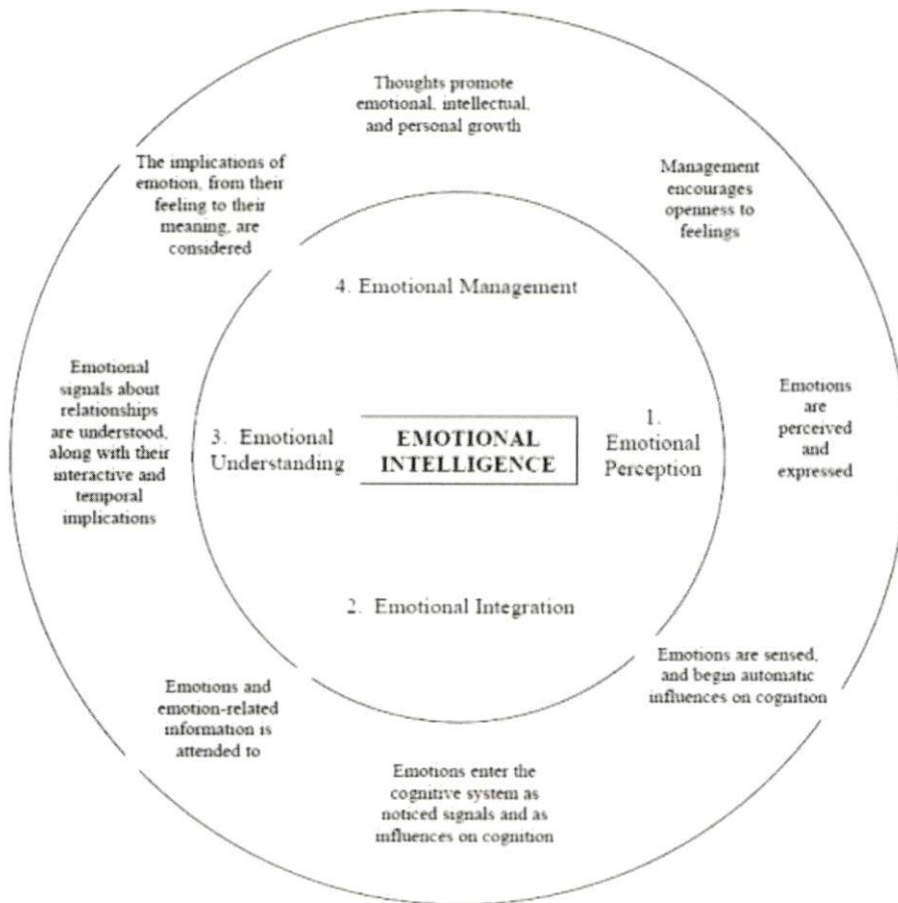 Thoughts promote
emotional, intellectual,
and personal growth
The implications of
emotion, from their
feeling to their
meaning, are
considered
Management
encourages
openness to
feelings
4. Emotional Management
Emotional
signals about
relationships
are understood,
along with their
interactive and
temporal
implications
3. Emotional
Understanding
EMOTIONAL
INTELLIGENCE
1.
Emotional
Perception
Emotions
are
perceived
and
expressed
2. Emotional Integration
Emotions are sensed,
and begin automatic
influences on cognition
Emotions and
emotion-related
information is
attended to
Emotions enter the
cognitive system as
noticed signals and as
influences on cognition